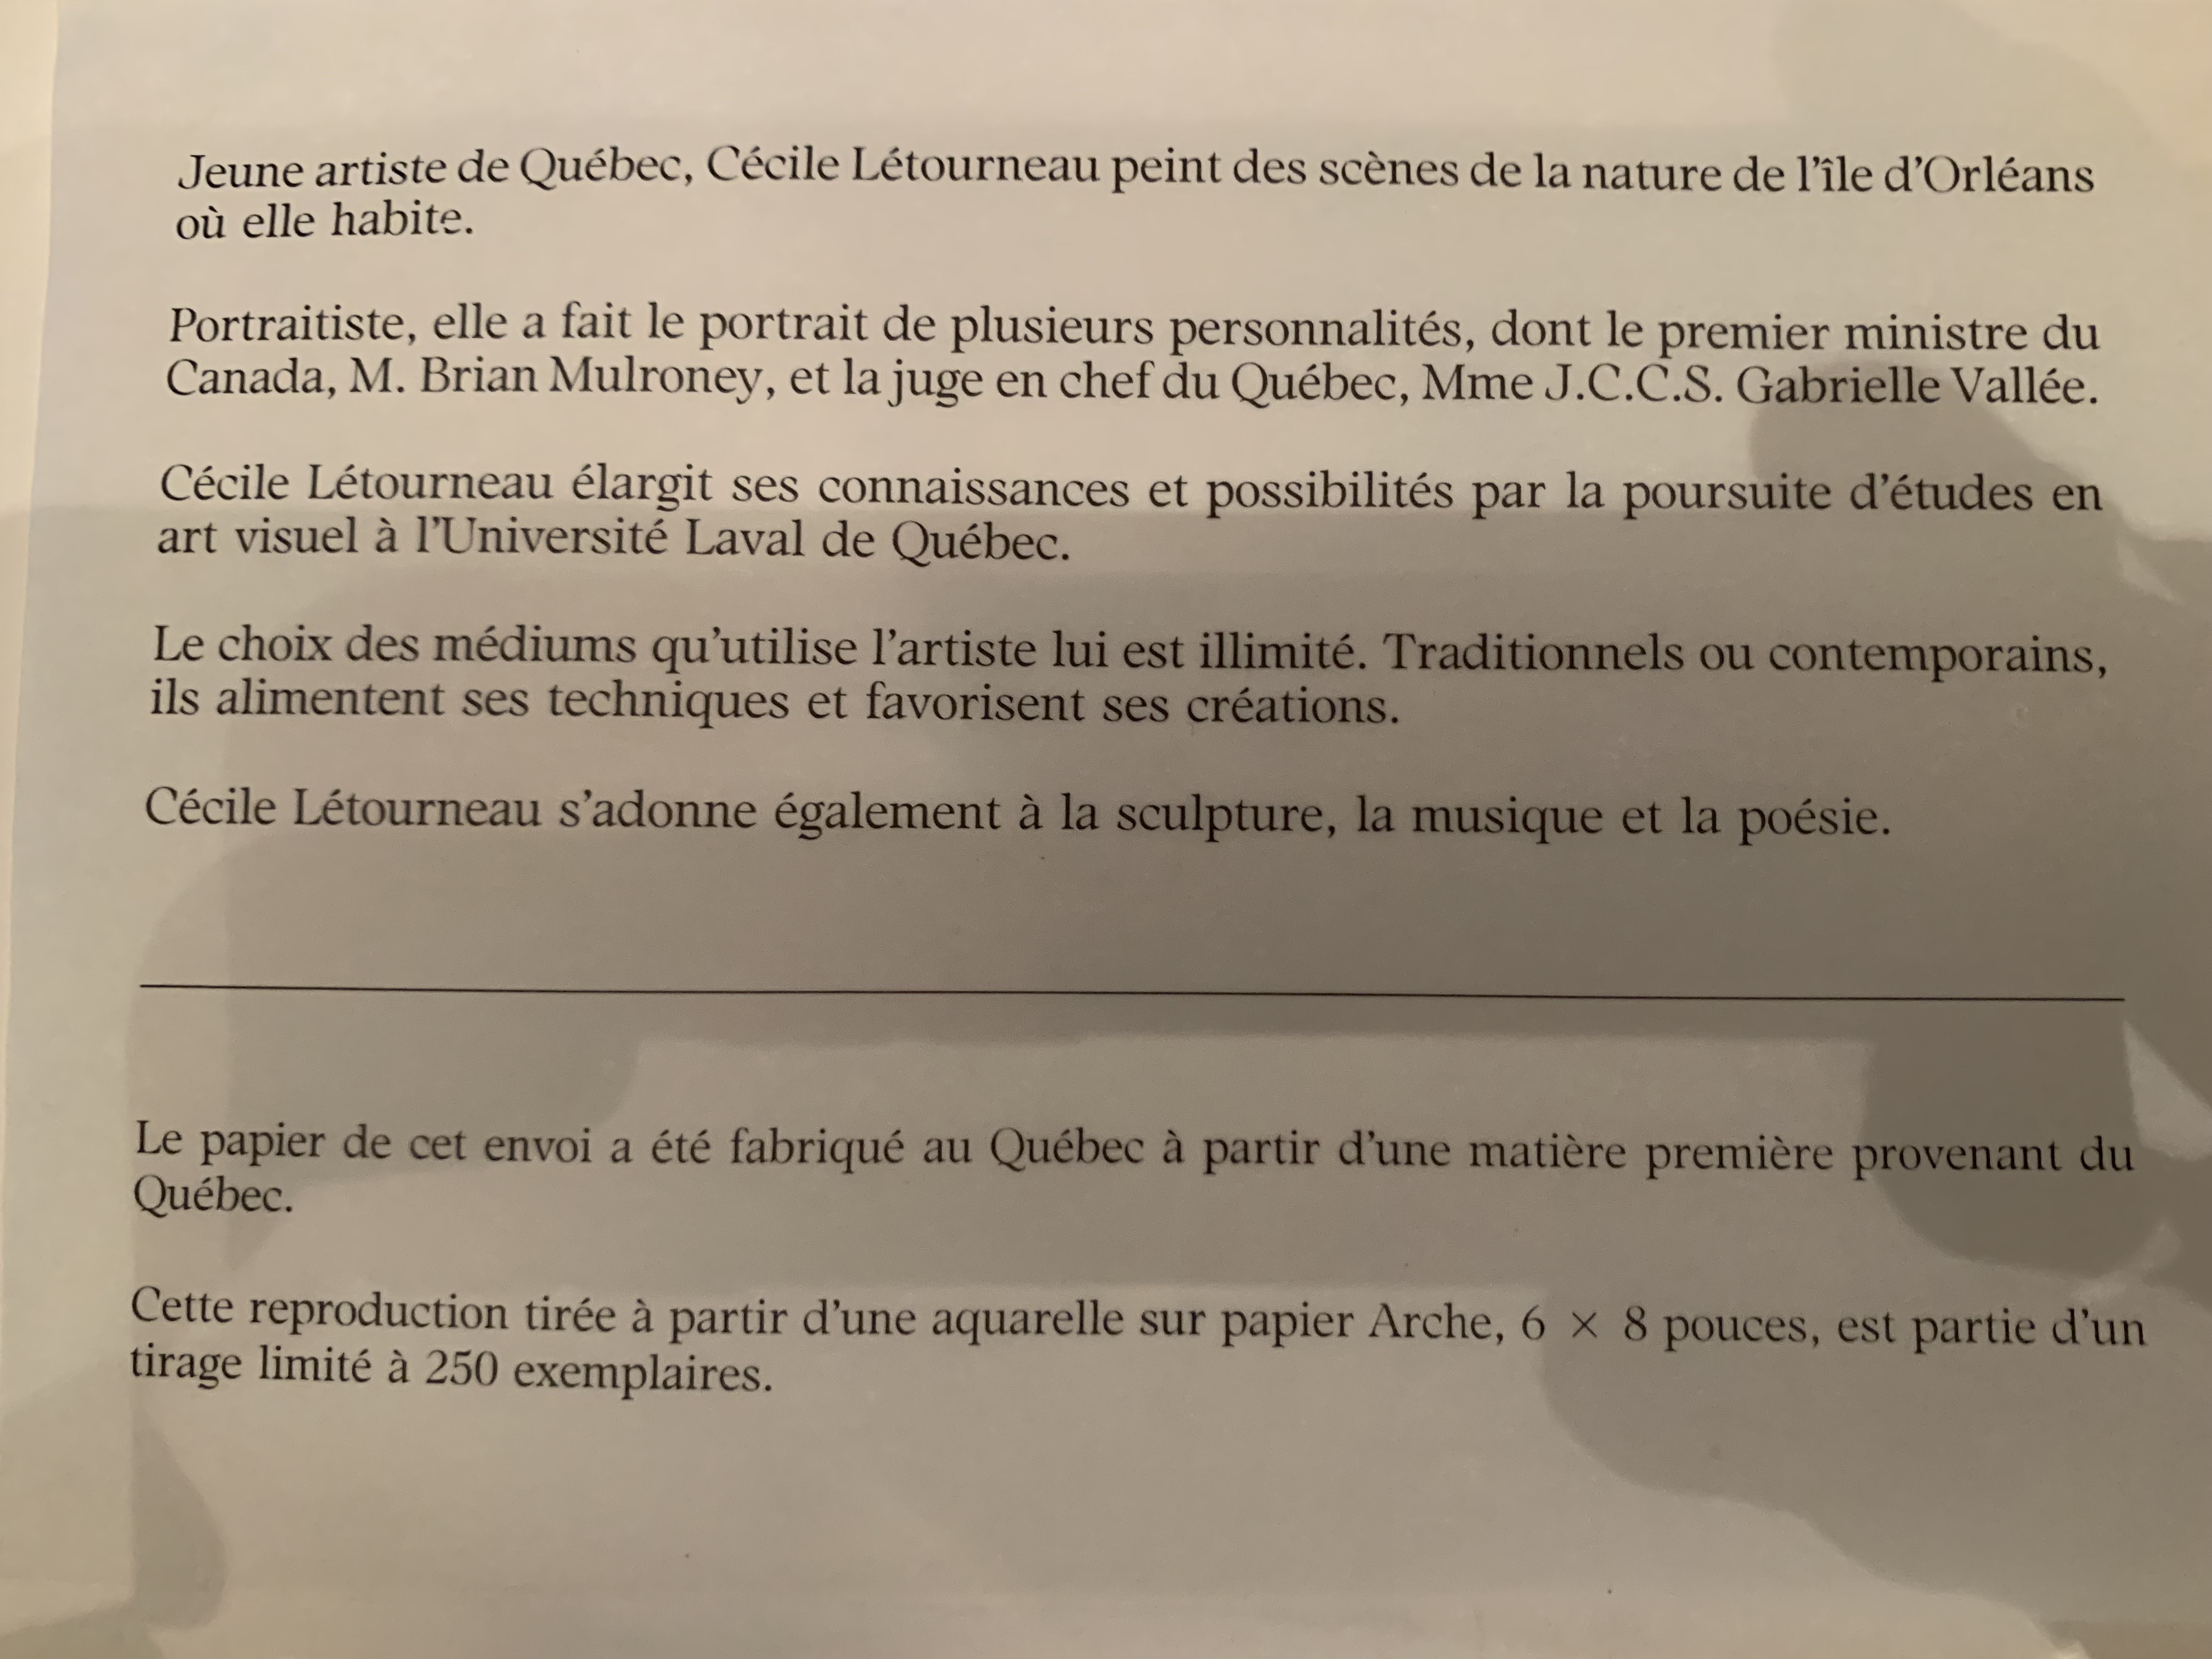 Jeune artiste de Québec, Cécile Létourneau peint des scènes de la nature de l'île d'Orléans
où elle habite.
Portraitiste, elle a fait le portrait de plusieurs personnalités, dont le premier ministre du
Canada, M. Brian Mulroney, et la juge en chef du Québec, Mme J.C.C.S. Gabrielle Vallée.
Cécile Létourneau élargit ses connaissances et possibilités par la poursuite d'études en
art visuel à l'Université Laval de Québec.
Le choix des médiums qu'utilise l'artiste lui est illimité. Traditionnels ou contemporains,
ils alimentent ses techniques et favorisent ses créations.
Cécile Létourneau s'adonne également à la sculpture, la musique et la poésie.
Le papier de cet envoi a été fabriqué au Québec à partir d'une matière première provenant du
Québec.
Cette reproduction tirée à partir d'une aquarelle sur papier Arche, 6 × 8 pouces, est partie d'un
tirage limité à 250 exemplaires.